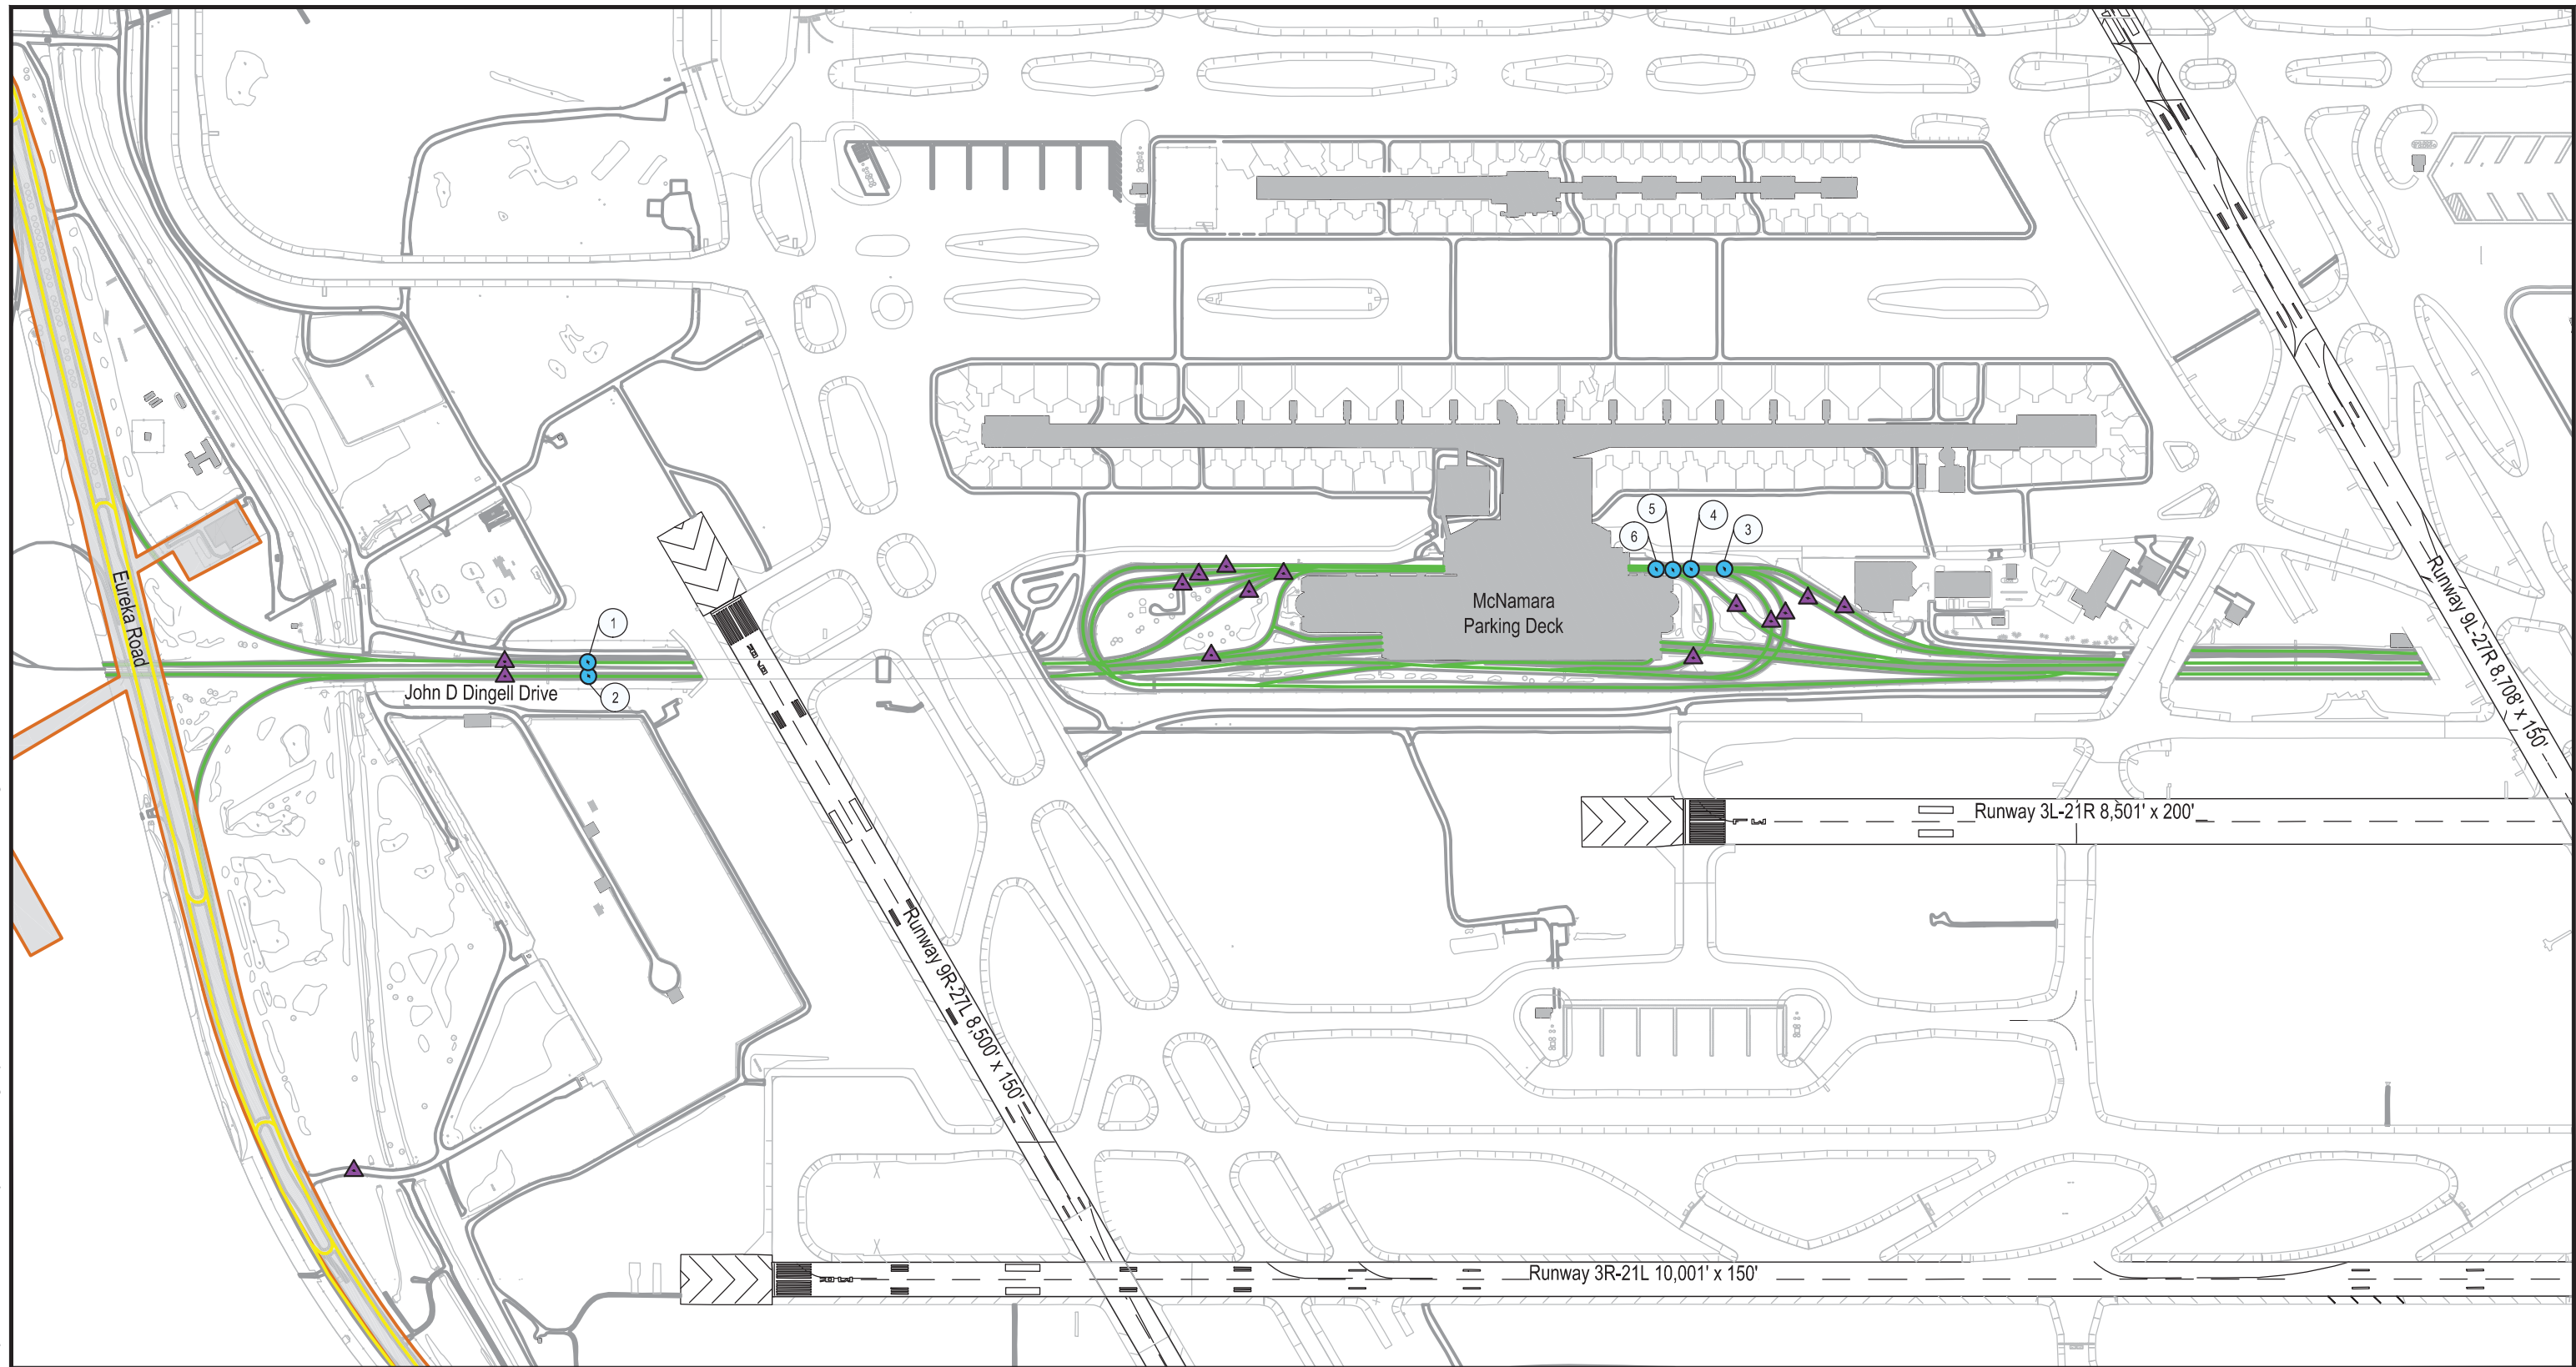 5
4
3
6
McNamara
Parking Deck
Eureka Road
1
John D Dingell Drive
2
Runway 9L-27R 8,708' x 150'
Runway 3L-21R 8,501' x 200'
Runway 9R-27L 8,500' x 150'
Runway 3R-21L 10,001' x 150'